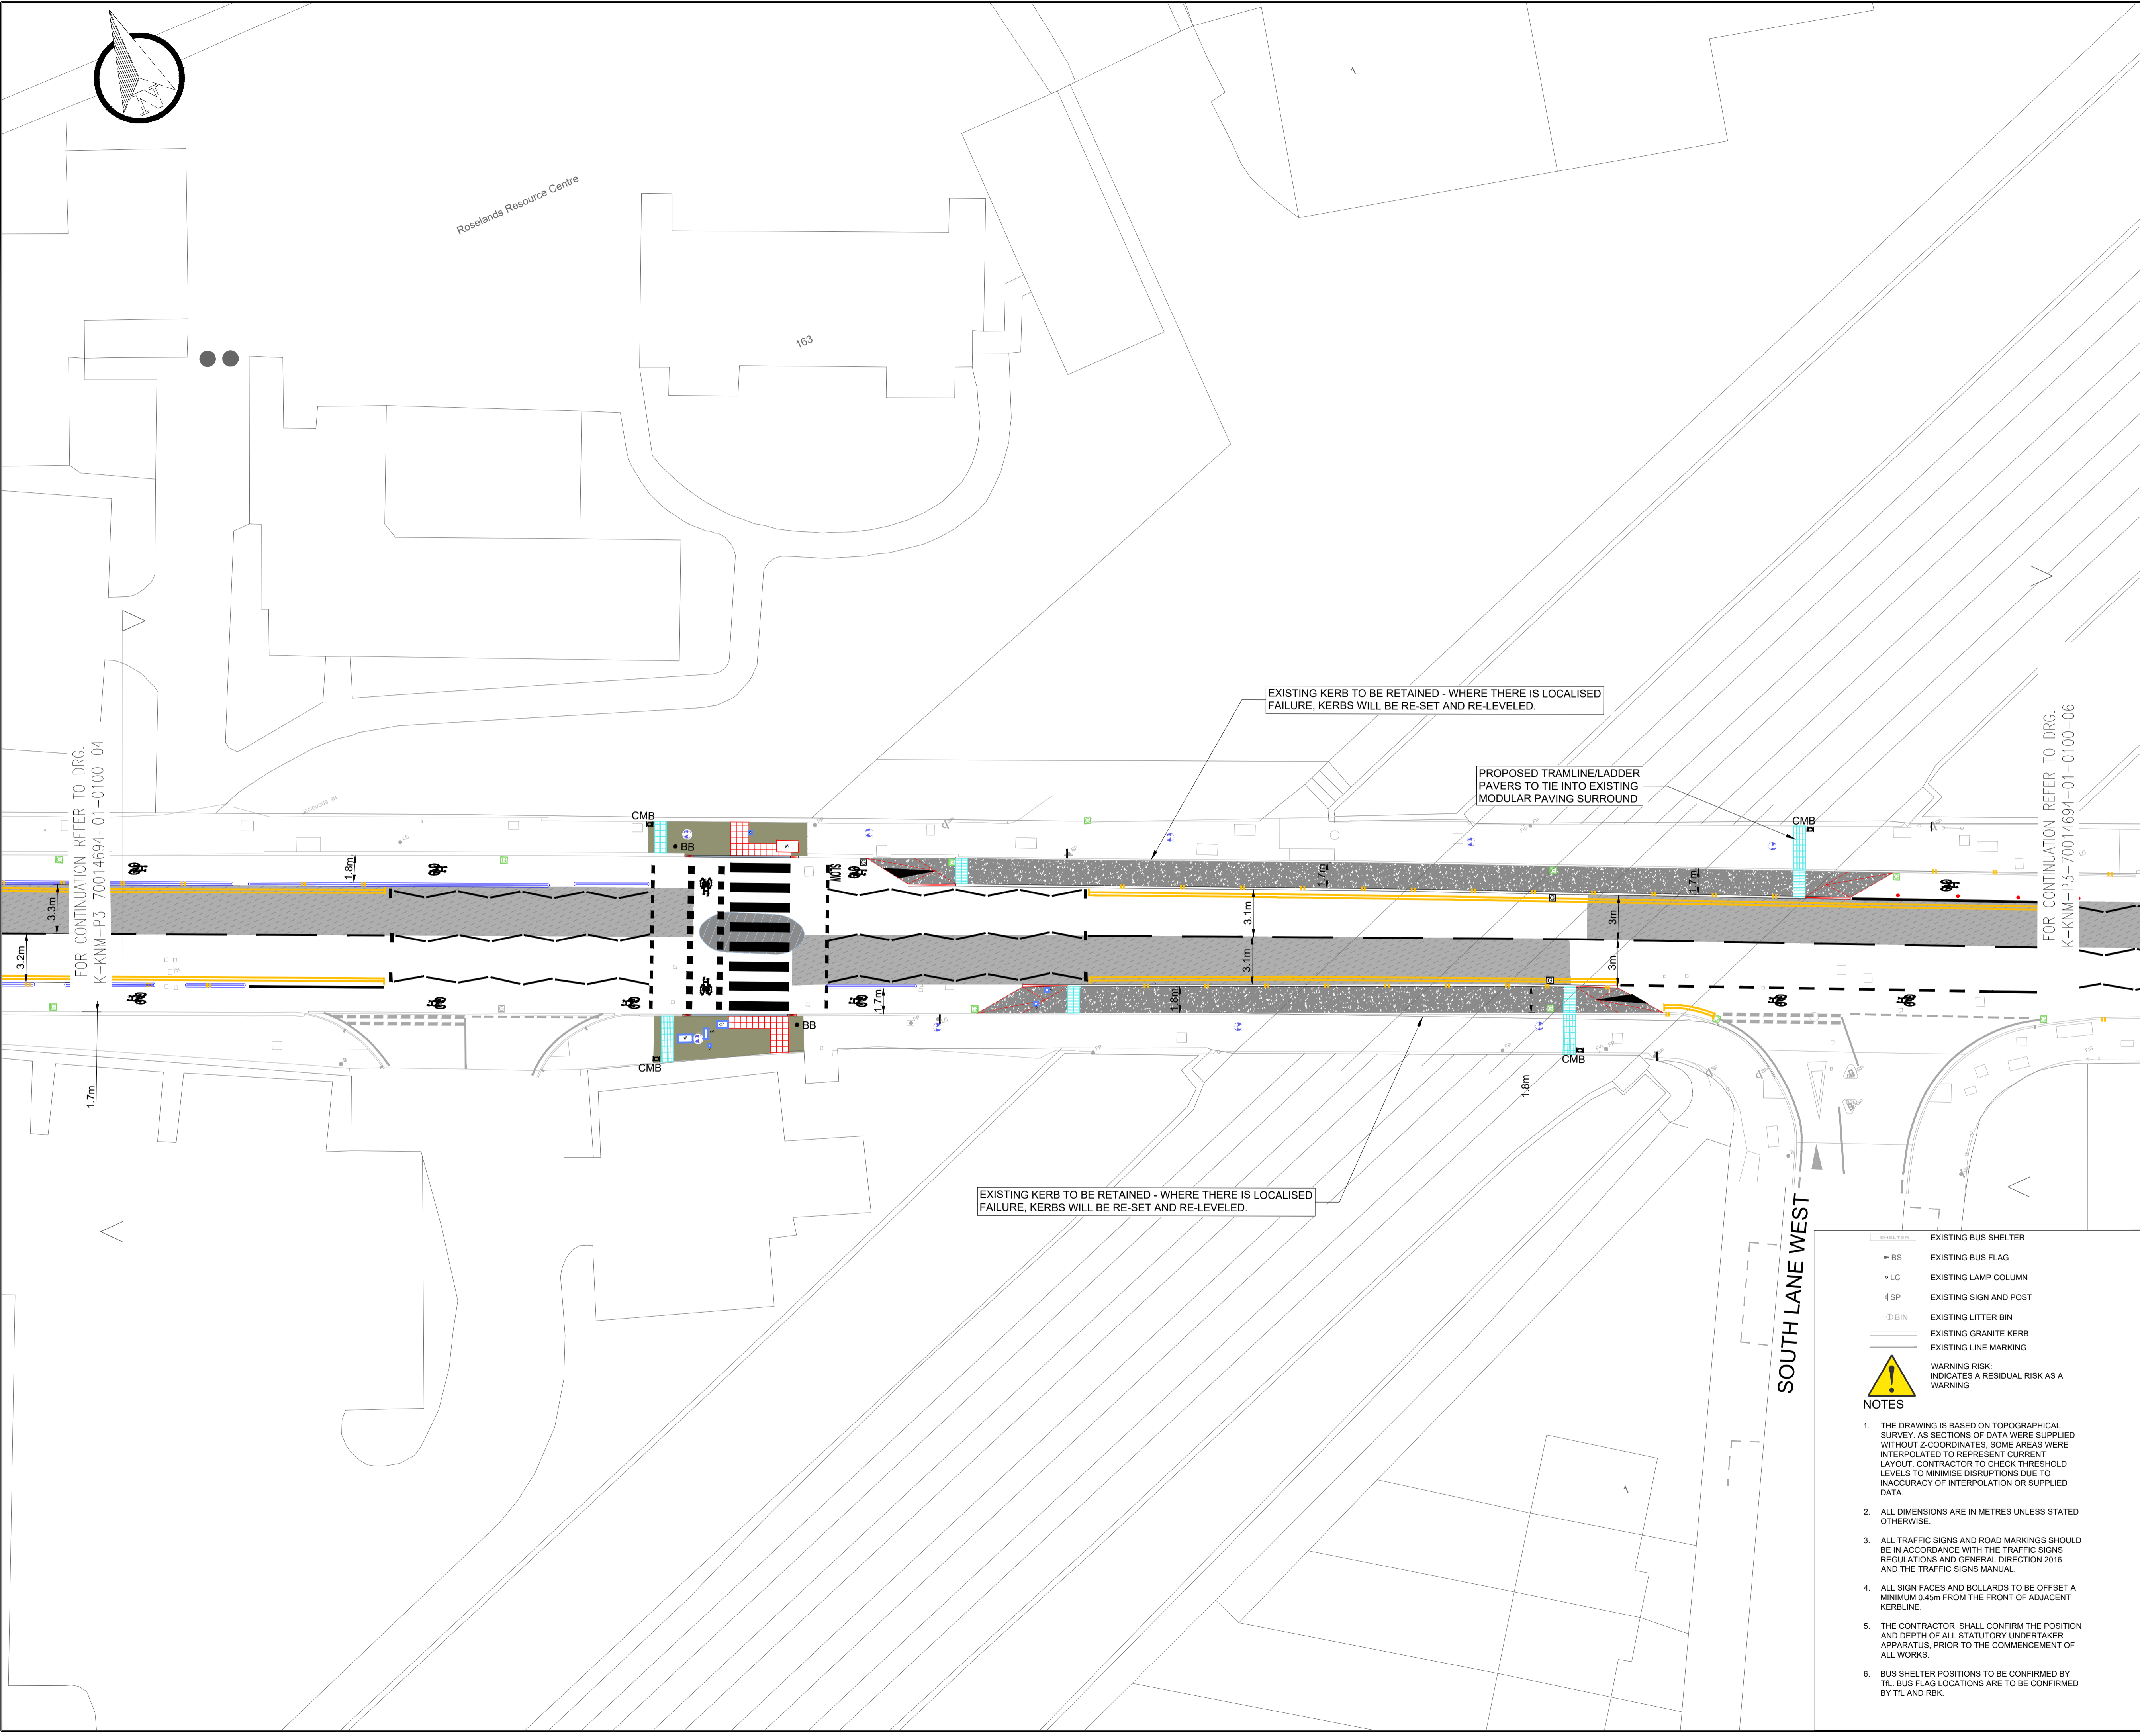 N
Roselands Resource Centre
163
1
EXISTING KERB TO BE RETAINED - WHERE THERE IS LOCALISED
FAILURE, KERBS WILL BE RE-SET AND RE-LEVELED.
PROPOSED TRAMLINE/LADDER
PAVERS TO TIE INTO EXISTING
MODULAR PAVING SURROUND
FOR CONTINUATION REFER TO DRG.
K-KNM-P3-70014694-01-0100-04
FOR CONTINUATION REFER TO DRG.
K-KNM-P3-70014694-01-0100-06
DECIDUOUS 9H
LC
CMB
BB
CMB
1.8m
SLOW
1.7m
1.7m
3.3m
3.2m
3.1m
3.1m
3m
3m
1.7m
1.8m
BB
CMB
CMB
1.7m
1.8m
EXISTING KERB TO BE RETAINED - WHERE THERE IS LOCALISED
FAILURE, KERBS WILL BE RE-SET AND RE-LEVELED.
SOUTH LANE WEST
1
SHELTER EXISTING BUS SHELTER
BS EXISTING BUS FLAG
LC EXISTING LAMP COLUMN
SP EXISTING SIGN AND POST
BIN EXISTING LITTER BIN
EXISTING GRANITE KERB
EXISTING LINE MARKING
WARNING RISK:
INDICATES A RESIDUAL RISK AS A
WARNING
NOTES
1. THE DRAWING IS BASED ON TOPOGRAPHICAL
SURVEY. AS SECTIONS OF DATA WERE SUPPLIED
WITHOUT Z-COORDINATES, SOME AREAS WERE
INTERPOLATED TO REPRESENT CURRENT
LAYOUT. CONTRACTOR TO CHECK THRESHOLD
LEVELS TO MINIMISE DISRUPTIONS DUE TO
INACCURACY OF INTERPOLATION OR SUPPLIED
DATA.
2. ALL DIMENSIONS ARE IN METRES UNLESS STATED
OTHERWISE.
3. ALL TRAFFIC SIGNS AND ROAD MARKINGS SHOULD
BE IN ACCORDANCE WITH THE TRAFFIC SIGNS
REGULATIONS AND GENERAL DIRECTION 2016
AND THE TRAFFIC SIGNS MANUAL.
4. ALL SIGN FACES AND BOLLARDS TO BE OFFSET A
MINIMUM 0.45m FROM THE FRONT OF ADJACENT
KERBLINE.
5. THE CONTRACTOR SHALL CONFIRM THE POSITION
AND DEPTH OF ALL STATUTORY UNDERTAKER
APPARATUS, PRIOR TO THE COMMENCEMENT OF
ALL WORKS.
6. BUS SHELTER POSITIONS TO BE CONFIRMED BY
TfL. BUS FLAG LOCATIONS ARE TO BE CONFIRMED
BY TfL AND RBK.